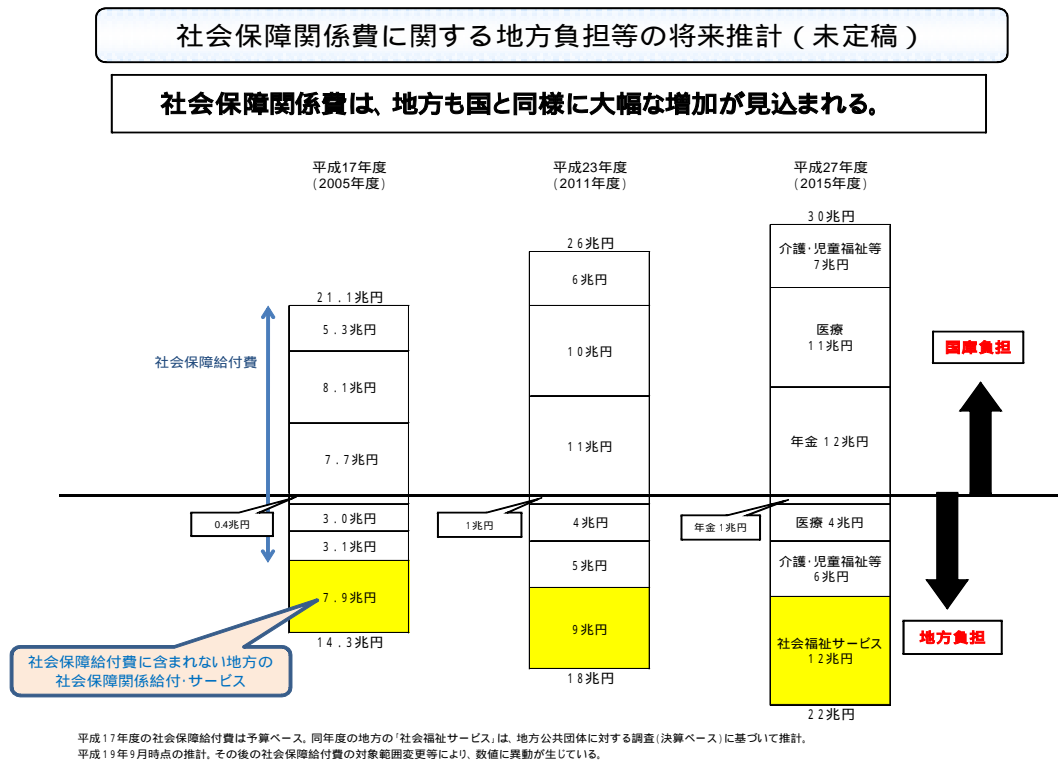 社会保障関係費に関する地方負担等の将来推計(未定稿)
社会保障関係費は、地方も国と同様に大幅な増加が見込まれる。
平成17年度
(2005年度)
平成23年度
(2011年度)
平成27年度
(2015年度)
21.1兆円
5.3兆円
8.1兆円
7.7兆円
社会保障給付費
0.4兆円
3.0兆円
3.1兆円
7.9兆円
14.3兆円
社会保障給付費に含まれない地方の
社会保障関係給付・サービス
26兆円
6兆円
10兆円
11兆円
1兆円
4兆円
5兆円
9兆円
18兆円
30兆円
介護・児童福祉等
7兆円
医療
11兆円
年金 12兆円
年金 1兆円
医療 4兆円
介護・児童福祉等
6兆円
社会福祉サービス
12兆円
22兆円
国庫負担
地方負担
平成17年度の社会保障給付費は予算ベース。同年度の地方の「社会福祉サービス」は、地方公共団体に対する調査(決算ベース)に基づいて推計。
平成19年9月時点の推計。その後の社会保障給付費の対象範囲変更等により、数値に異動が生じている。